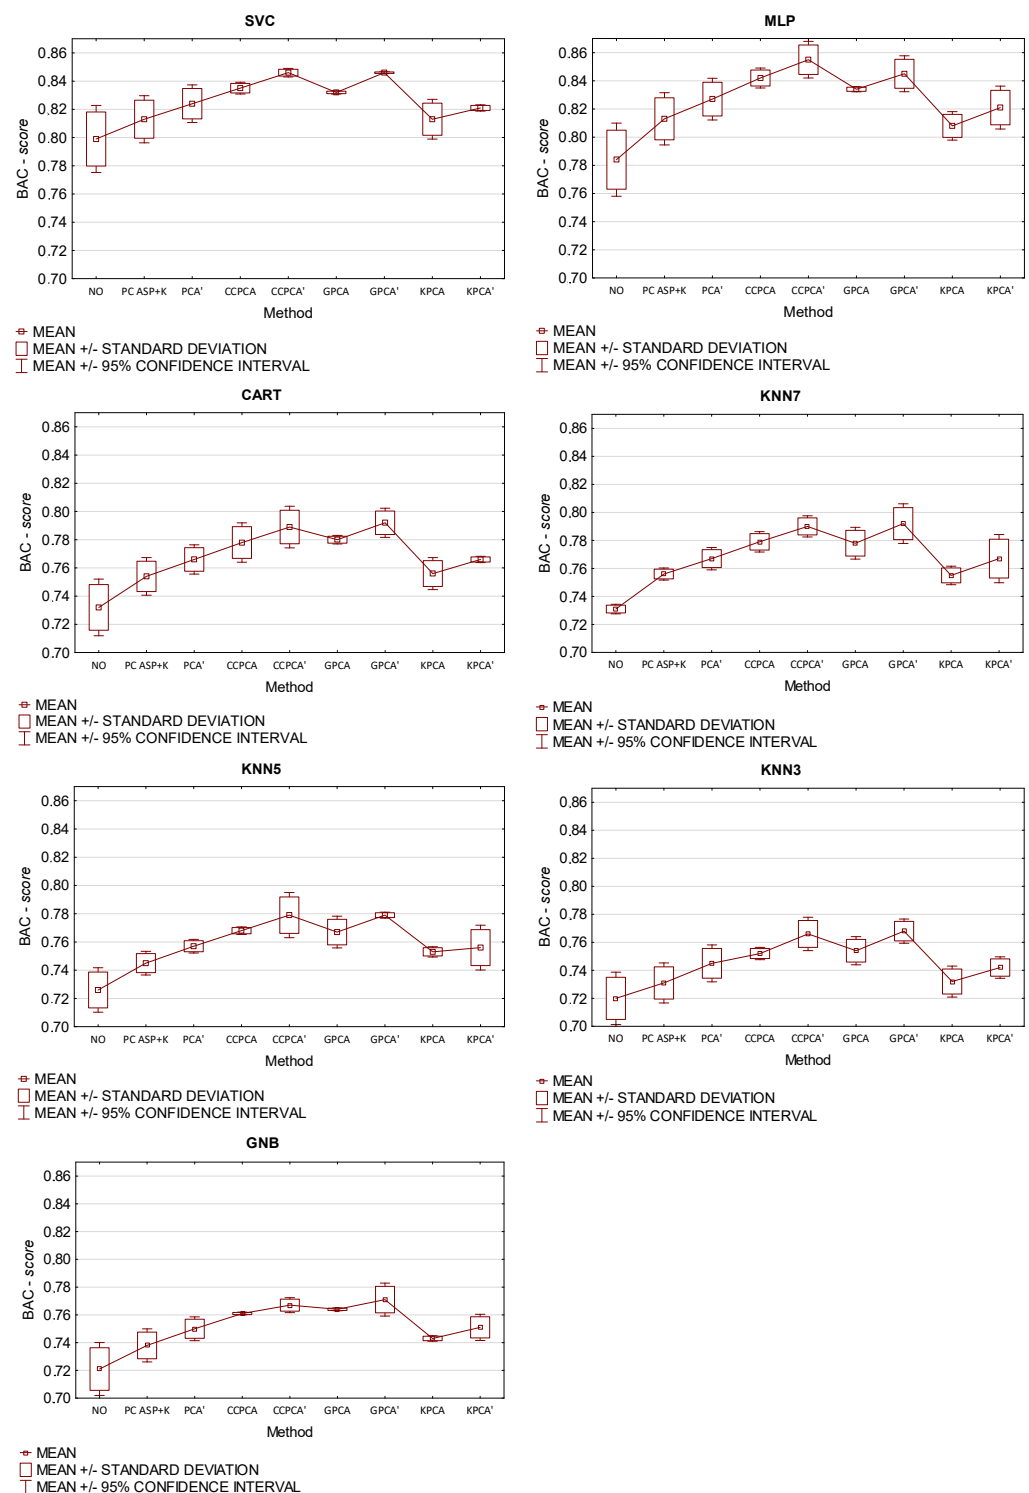 SVC
BAC - score
0.86
0.84
0.82
0.80
0.78
0.76
0.74
0.72
0.70
NO PC ASP+K PCA' CCPCA CCPCA' GPCA GPCA' KPCA KPCA'
Method
MEAN
MEAN +/- STANDARD DEVIATION
MEAN +/- 95% CONFIDENCE INTERVAL
MLP
BAC - score
0.86
0.84
0.82
0.80
0.78
0.76
0.74
0.72
0.70
NO PC ASP+K PCA' CCPCA CCPCA' GPCA GPCA' KPCA KPCA'
Method
MEAN
MEAN +/- STANDARD DEVIATION
MEAN +/- 95% CONFIDENCE INTERVAL
CART
BAC - score
0.86
0.84
0.82
0.80
0.78
0.76
0.74
0.72
0.70
NO PC ASP+K PCA' CCPCA CCPCA' GPCA GPCA' KPCA KPCA'
Method
MEAN
MEAN +/- STANDARD DEVIATION
MEAN +/- 95% CONFIDENCE INTERVAL
KNN7
BAC - score
0.86
0.84
0.82
0.80
0.78
0.76
0.74
0.72
0.70
NO PC ASP+K PCA' CCPCA CCPCA' GPCA GPCA' KPCA KPCA'
Method
MEAN
MEAN +/- STANDARD DEVIATION
MEAN +/- 95% CONFIDENCE INTERVAL
KNN5
BAC - score
0.86
0.84
0.82
0.80
0.78
0.76
0.74
0.72
0.70
NO PC ASP+K PCA' CCPCA CCPCA' GPCA GPCA' KPCA KPCA'
Method
MEAN
MEAN +/- STANDARD DEVIATION
MEAN +/- 95% CONFIDENCE INTERVAL
KNN3
BAC - score
0.86
0.84
0.82
0.80
0.78
0.76
0.74
0.72
0.70
NO PC ASP+K PCA' CCPCA CCPCA' GPCA GPCA' KPCA KPCA'
Method
MEAN
MEAN +/- STANDARD DEVIATION
MEAN +/- 95% CONFIDENCE INTERVAL
GNB
BAC - score
0.86
0.84
0.82
0.80
0.78
0.76
0.74
0.72
0.70
NO PC ASP+K PCA' CCPCA CCPCA' GPCA GPCA' KPCA KPCA'
Method
MEAN
MEAN +/- STANDARD DEVIATION
MEAN +/- 95% CONFIDENCE INTERVAL